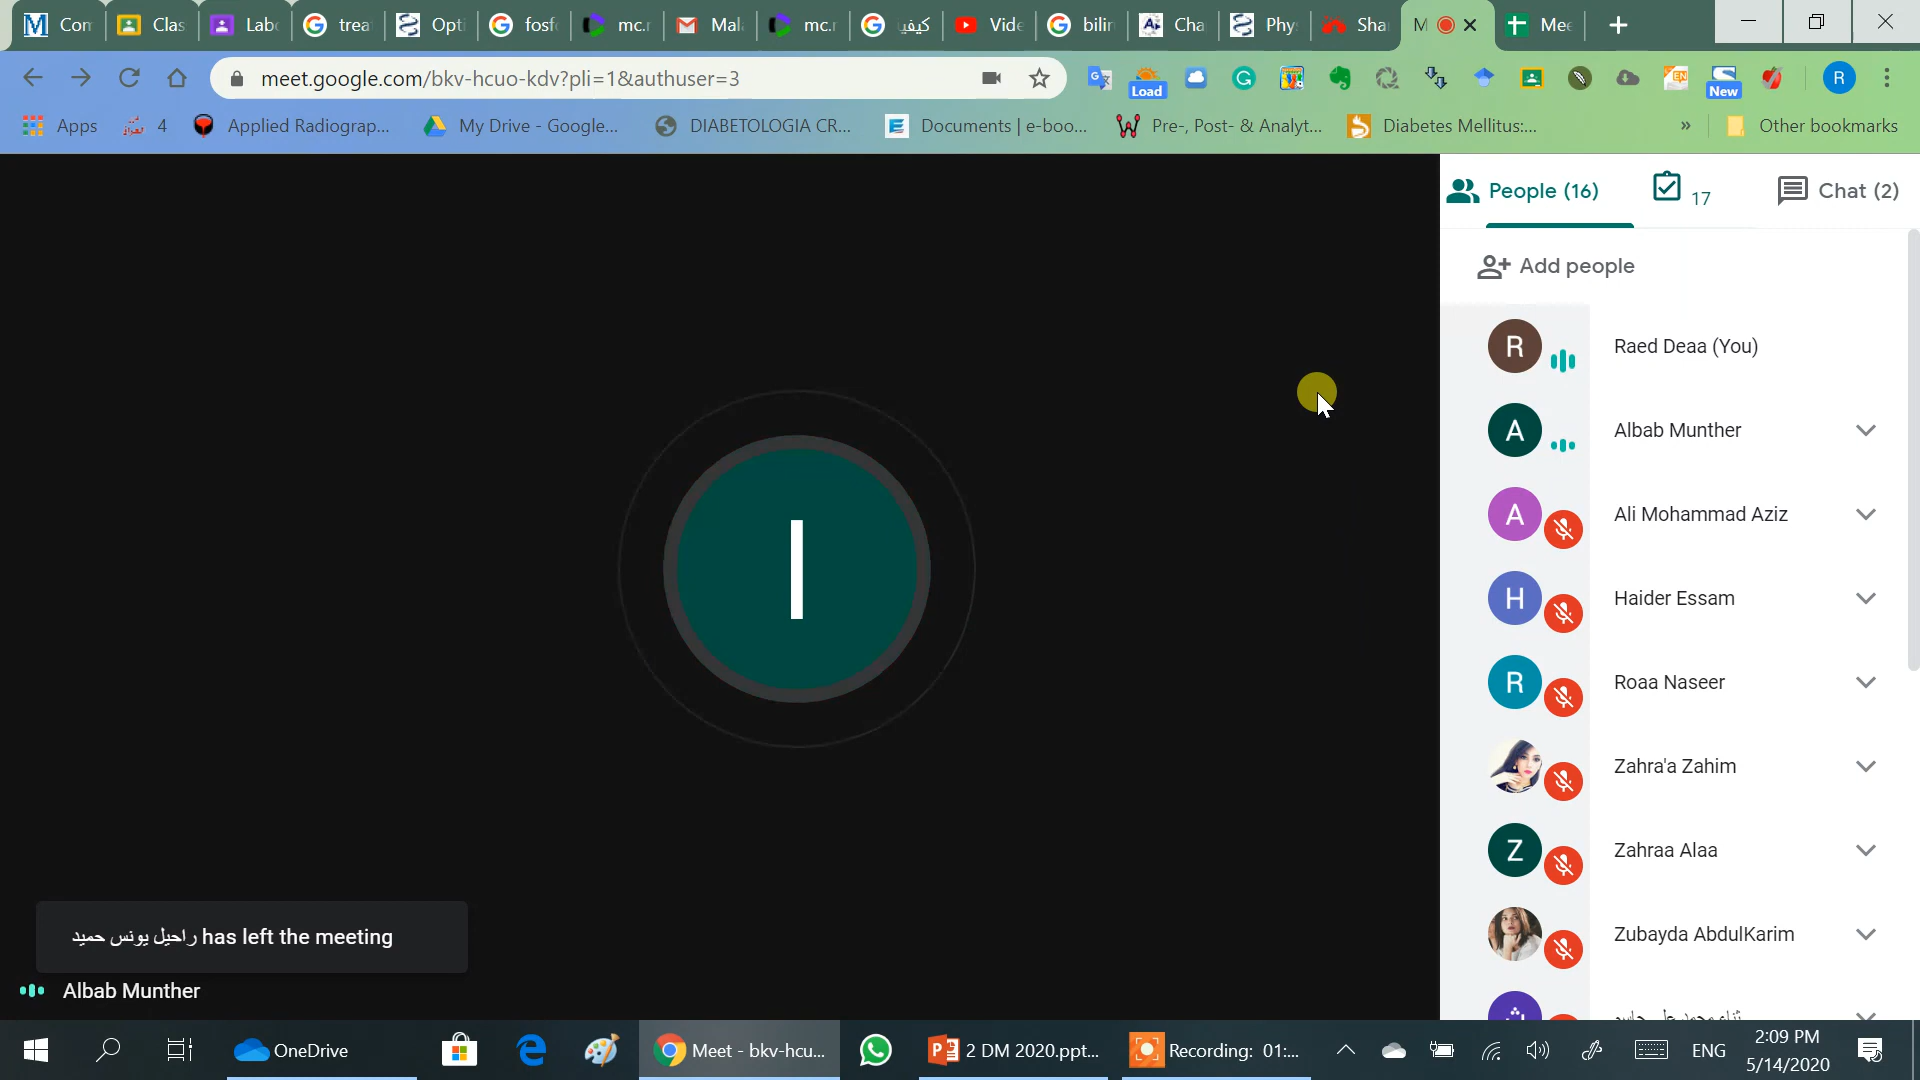 Con
Clas
Labo
trea
Opti
fosf
mc.r
Mala
mc.r
كيفي
Vide
bilin
Cha
Phy
Sha
M
Mee
meet.google.com/bkv-hcuo-kdv?pli=1&authuser=3
Load
New
R
Apps
4
Applied Radiograp...
My Drive - Google...
DIABETOLOGIA CR...
Documents | e-boo...
Pre-, Post- & Analyt...
Diabetes Mellitus:...
»
Other bookmarks
People (16)
17
Chat (2)
Add people
R
Raed Deaa (You)
A
Albab Munther
A
Ali Mohammad Aziz
H
Haider Essam
R
Roaa Naseer
Zahra'a Zahim
Z
Zahraa Alaa
Zubayda AbdulKarim
I
راحيل يونس حميد has left the meeting
Albab Munther
OneDrive
Meet - bkv-hcu...
2 DM 2020.ppt...
Recording: 01:...
ENG
2:09 PM
5/14/2020